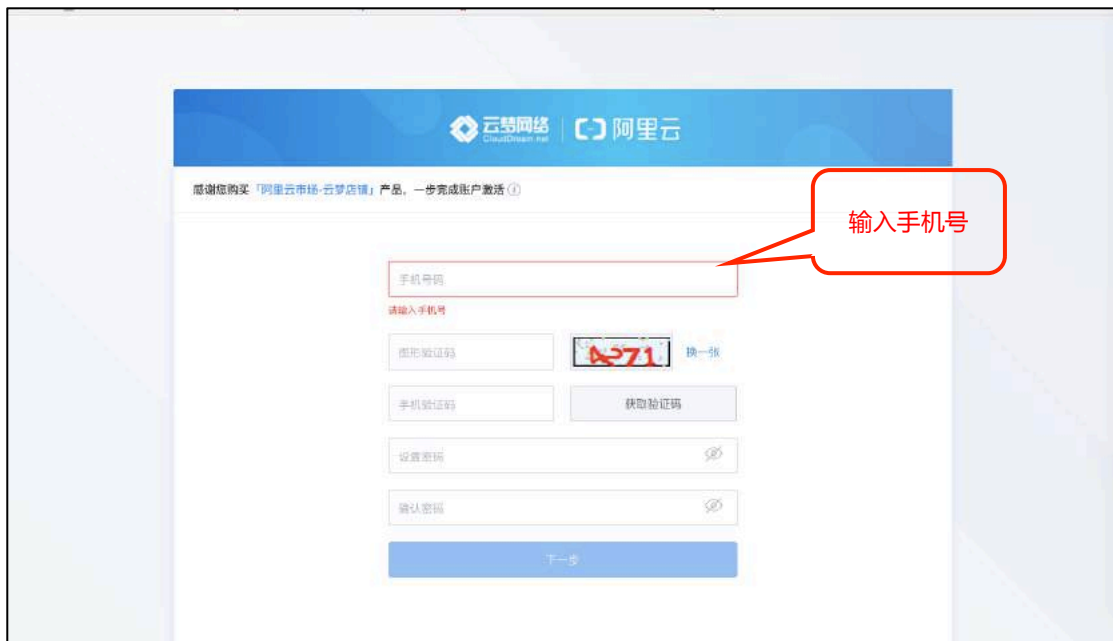 云梦网络 阿里云
CloudDream.net
感谢您购买「阿里云市场-云梦店铺」产品，一步完成账户激活
输入手机号
手机号码
请输入手机号
图形验证码 4271 换一张
手机验证码 获取验证码
设置密码
确认密码
下一步